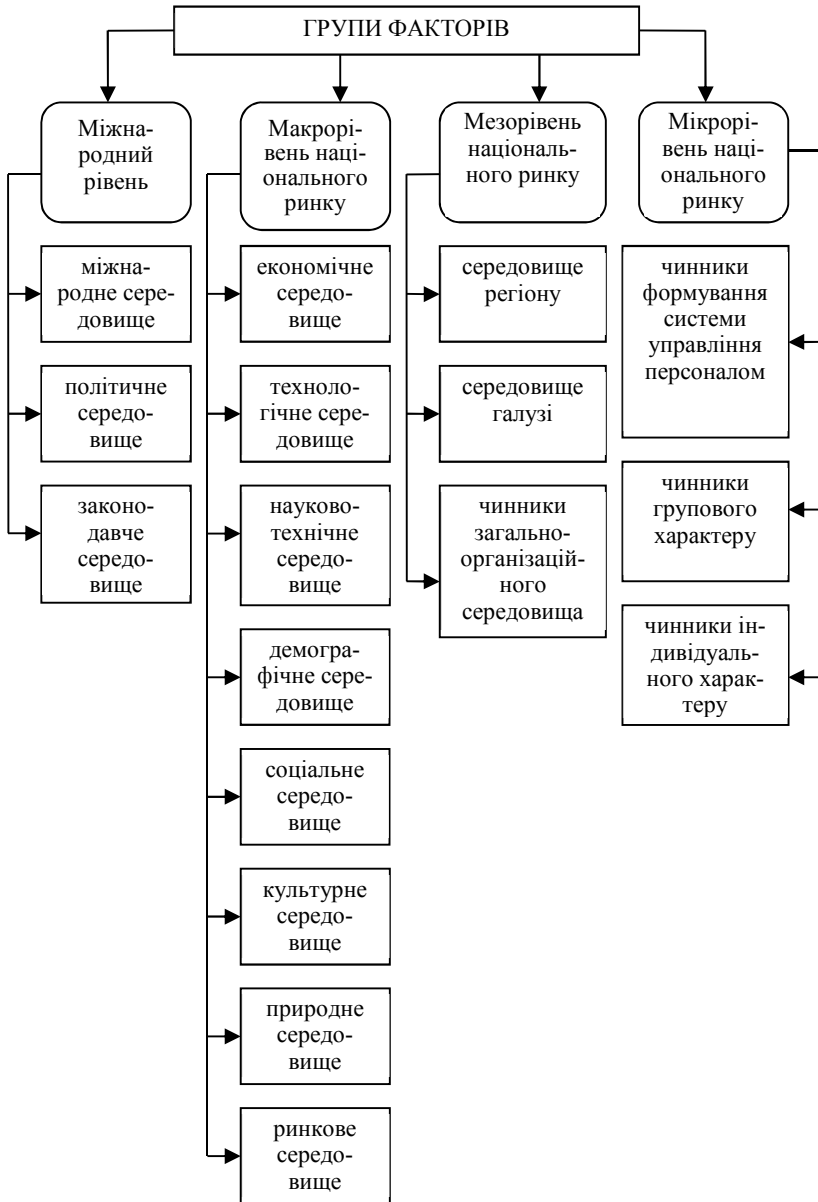 ГРУПИ ФАКТОРІВ
Міжна-
родний
рівень
міжна-
родне сере-
довище
політичне
середо-
вище
законо-
давче
середо-
вище
Макрорі-
вень наці-
онального
ринку
економічне
середо-
вище
техноло-
гічне сере-
довище
науково-
технічне
середо-
вище
демогра-
фічне сере-
довище
соціальне
середо-
вище
культурне
середо-
вище
природне
середо-
вище
ринкове
середо-
вище
Мезорівень
національ-
ного ринку
середовище
регіону
середовище
галузі
чинники
загально-
організацій-
ного
середовища
Мікрорі-
вень наці-
онального
ринку
чинники
формування
системи
управління
персоналом
чинники
групового
характеру
чинники ін-
дивідуаль-
ного харак-
теру